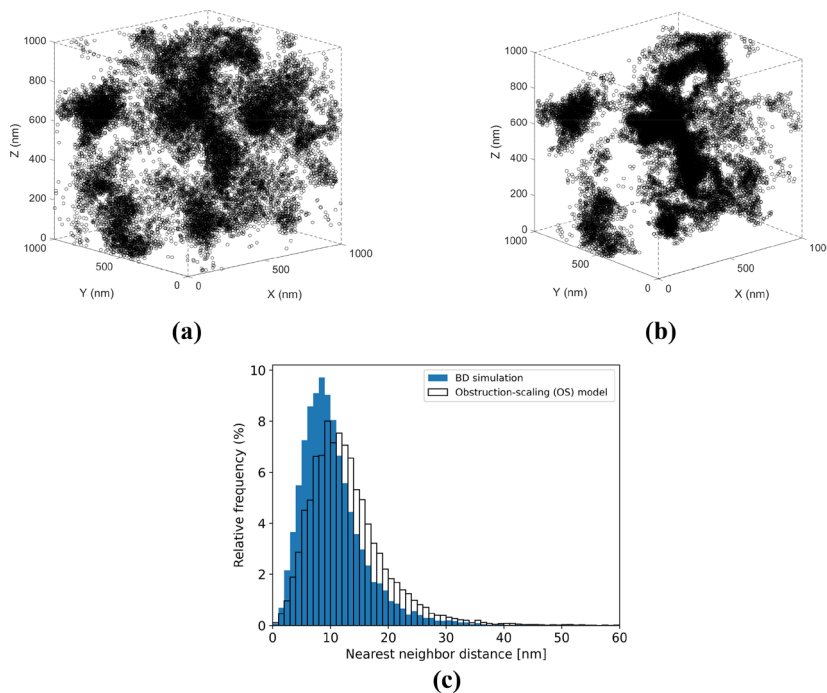 1000
800
600
400
200
0
1000
500
0
0
500
1000
Z (nm)
Y (nm)
X (nm)
(a)
1000
800
600
400
200
0
1000
500
0
0
500
100
Z (nm)
Y (nm)
X (nm)
(b)
10
8
6
4
2
0
Relative frequency (%)
BD simulation
Obstruction-scaling (OS) model
0 10 20 30 40 50 60
Nearest neighbor distance [nm]
(c)